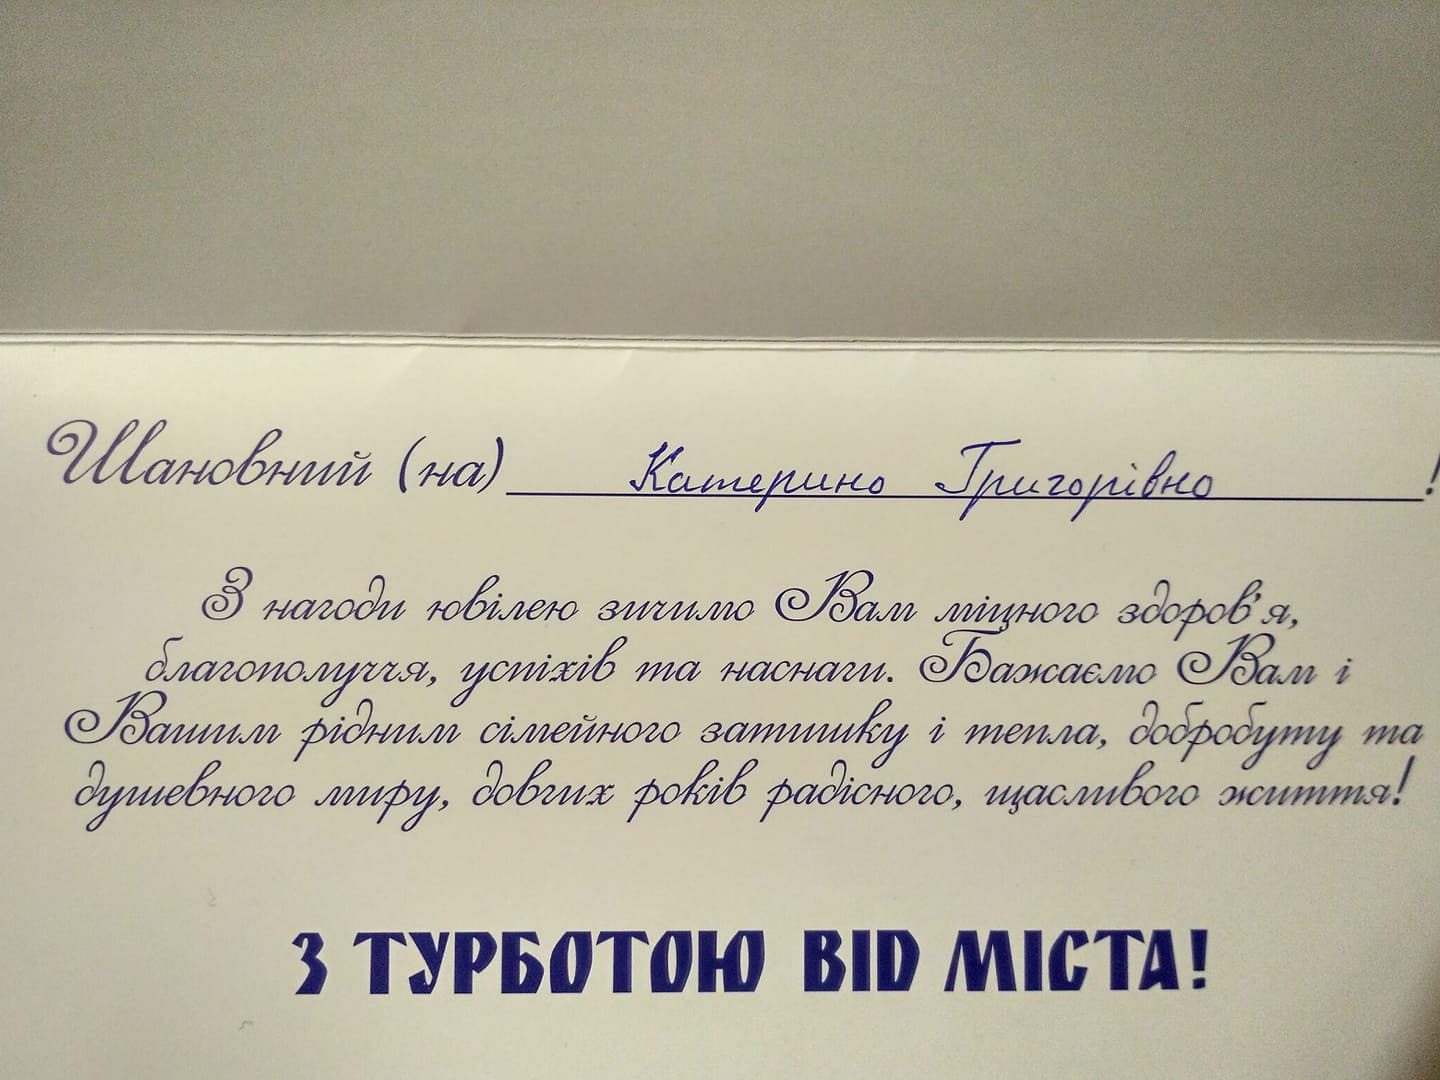 Шановний (на) Катерино Григорівно !
З нагоди ювілею зичимо Вам міцного здоров'я,
благополуччя, успіхів та наснаги. Бажаємо Вам і
Вашим рідним сімейного затишку і тепла, добробуту та
душевного миру, довгих років радісного, щасливого життя!
З ТУРБОТОЮ ВІД МІСТА!